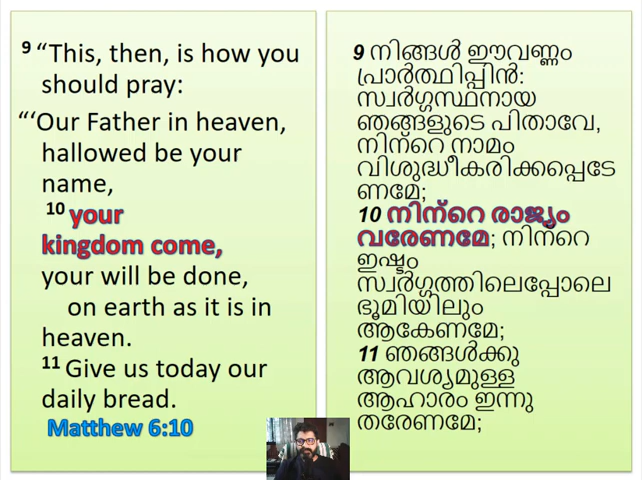 9 “This, then, is how you
should pray:
“‘Our Father in heaven,
hallowed be your
name,
10 your
kingdom come,
your will be done,
on earth as it is in
heaven.
11 Give us today our
daily bread.
Matthew 6:10
9 നിങ്ങൾ ഈവണ്ണം
പ്രാർത്ഥിപ്പിൻ:
സ്വർഗ്ഗസ്ഥനായ
ഞങ്ങളുടെ പിതാവേ,
നിന്റെ നാമം
വിശുദ്ധീകരിക്കപ്പെടേ
ണമേ;
10 നിന്റെ രാജ്യം
വരേണമേ; നിന്റെ
ഇഷ്ടം
സ്വർഗ്ഗത്തിലെപ്പോലെ
ഭൂമിയിലും
ആകേണമേ;
11 ഞങ്ങൾക്കു
ആവശ്യമുള്ള
ആഹാരം ഇന്നു
തരേണമേ;